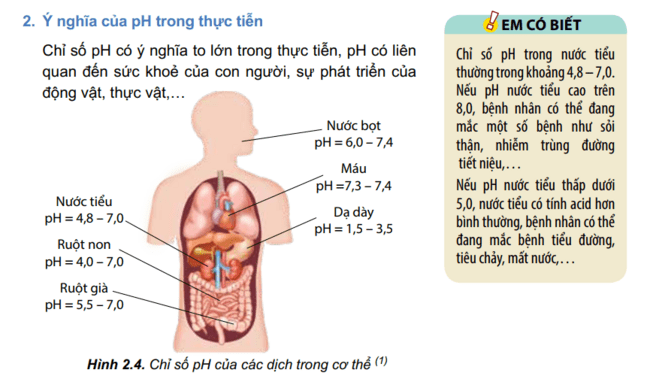 2. Ý nghĩa của pH trong thực tiễn
Chỉ số pH có ý nghĩa to lớn trong thực tiễn, pH có liên
quan đến sức khoẻ của con người, sự phát triển của
động vật, thực vật,…
Nước bọt
pH = 6,0 – 7,4
Máu
pH =7,3 – 7,4
Dạ dày
pH = 1,5 – 3,5
Nước tiểu
pH = 4,8 – 7,0
Ruột non
pH = 4,0 – 7,0
Ruột già
pH = 5,5 – 7,0
Hình 2.4. Chỉ số pH của các dịch trong cơ thể (1)
EM CÓ BIẾT
Chỉ số pH trong nước tiểu
thường trong khoảng 4,8 – 7,0.
Nếu pH nước tiểu cao trên
8,0, bệnh nhân có thể đang
mắc một số bệnh như sỏi
thận, nhiễm trùng đường
tiết niệu,…
Nếu pH nước tiểu thấp dưới
5,0, nước tiểu có tính acid hơn
bình thường, bệnh nhân có thể
đang mắc bệnh tiểu đường,
tiêu chảy, mất nước,…